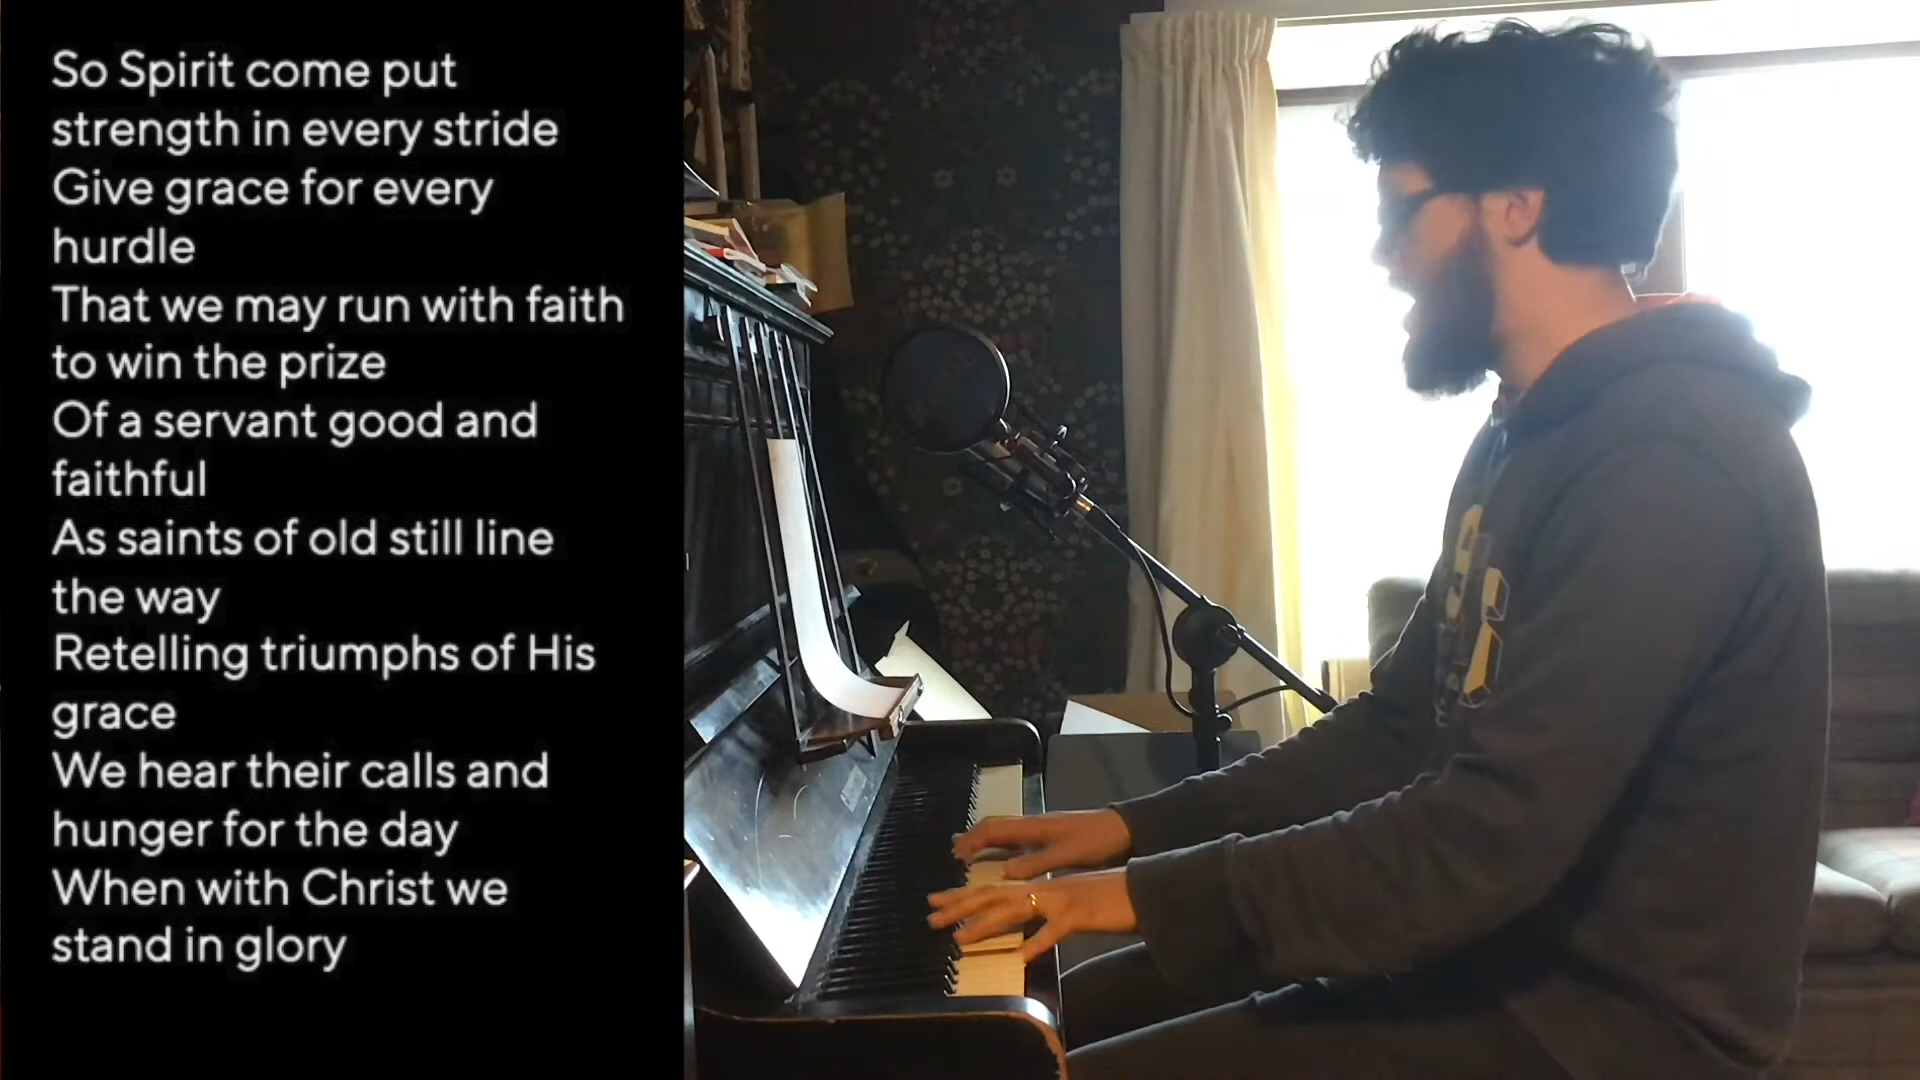 So Spirit come put
strength in every stride
Give grace for every
hurdle
That we may run with faith
to win the prize
Of a servant good and
faithful
As saints of old still line
the way
Retelling triumphs of His
grace
We hear their calls and
hunger for the day
When with Christ we
stand in glory